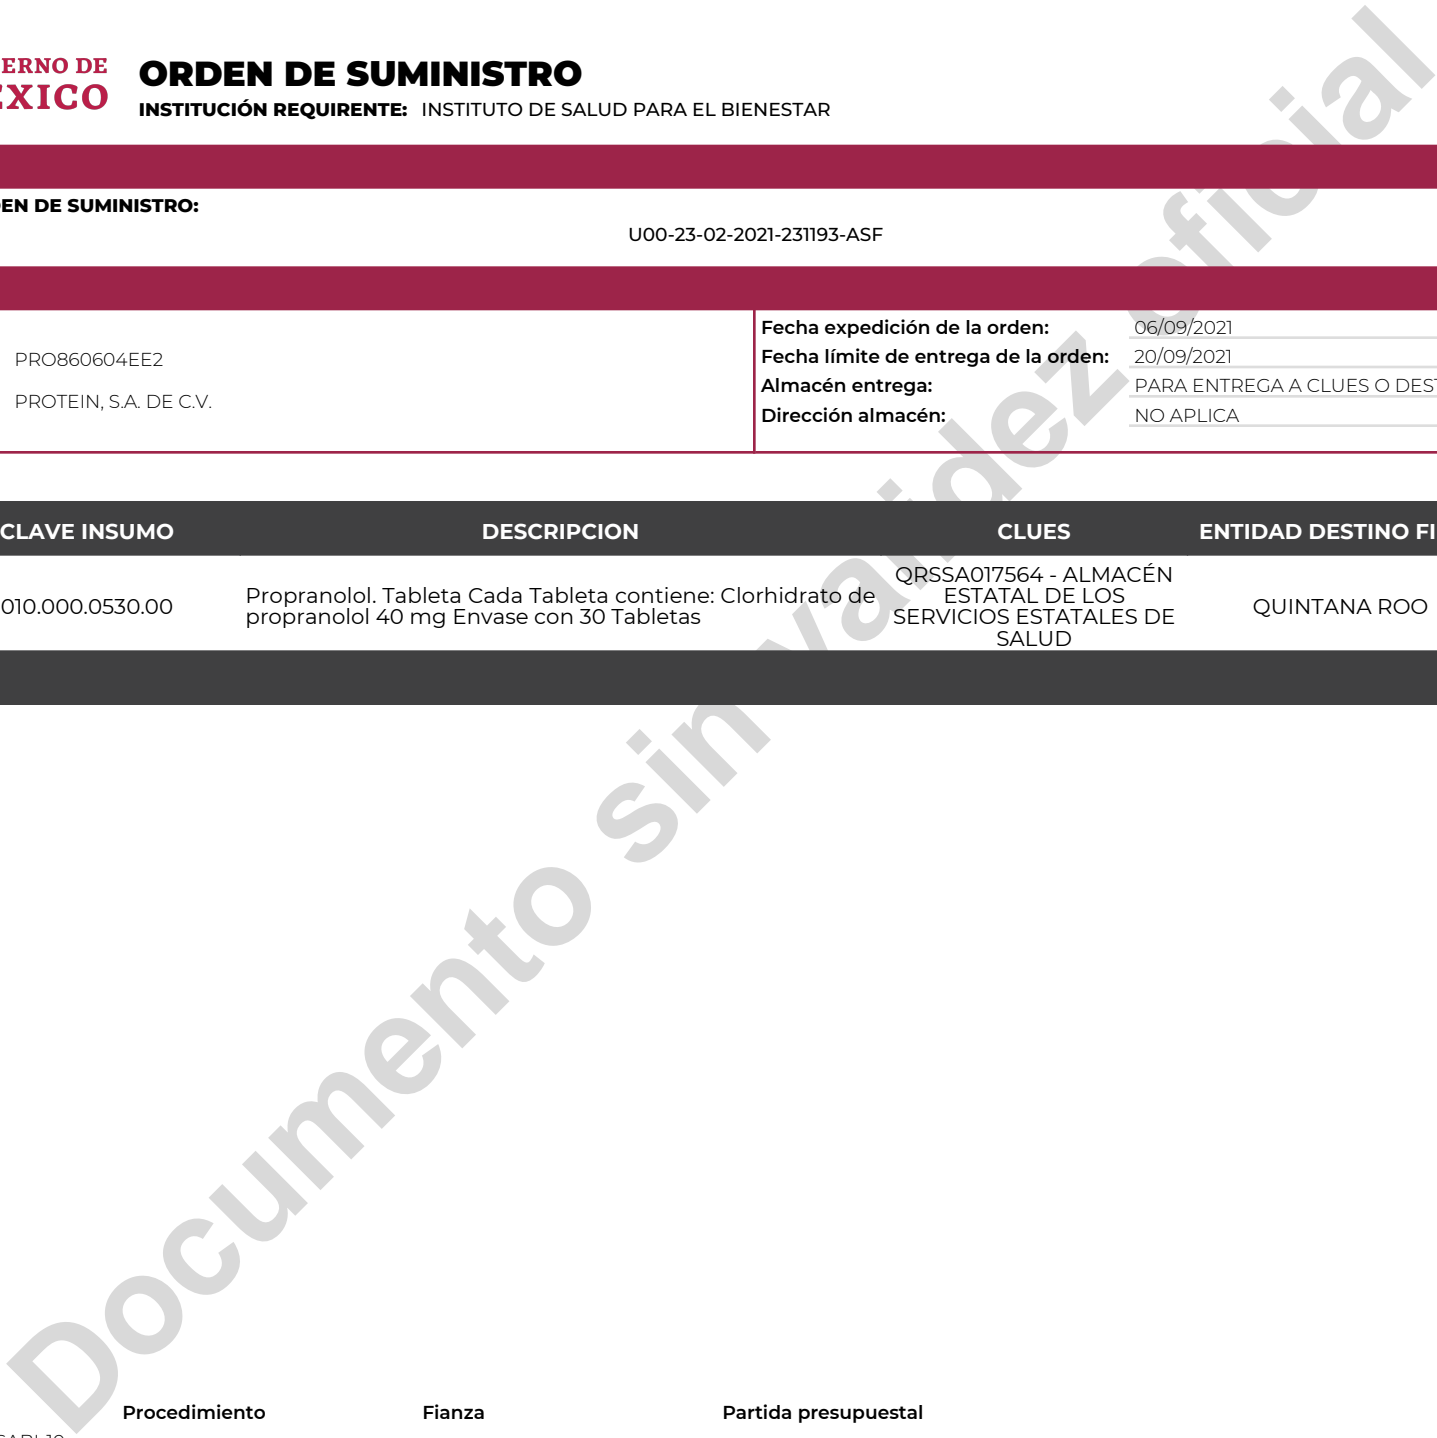 ERNO DE
EXICO
ORDEN DE SUMINISTRO
INSTITUCIÓN REQUIRENTE: INSTITUTO DE SALUD PARA EL BIENESTAR
EN DE SUMINISTRO:
U00-23-02-2021-231193-ASF
PRO860604EE2
PROTEIN, S.A. DE C.V.
Fecha expedición de la orden: 06/09/2021
Fecha límite de entrega de la orden: 20/09/2021
Almacén entrega: PARA ENTREGA A CLUES O DEST
Dirección almacén: NO APLICA
CLAVE INSUMO DESCRIPCION CLUES ENTIDAD DESTINO FI
010.000.0530.00
Propranolol. Tableta Cada Tableta contiene: Clorhidrato de
propranolol 40 mg Envase con 30 Tabletas
QRSSA017564 - ALMACÉN
ESTATAL DE LOS
SERVICIOS ESTATALES DE
SALUD
QUINTANA ROO
Documento sin validez oficial
Procedimiento Fianza Partida presupuestal